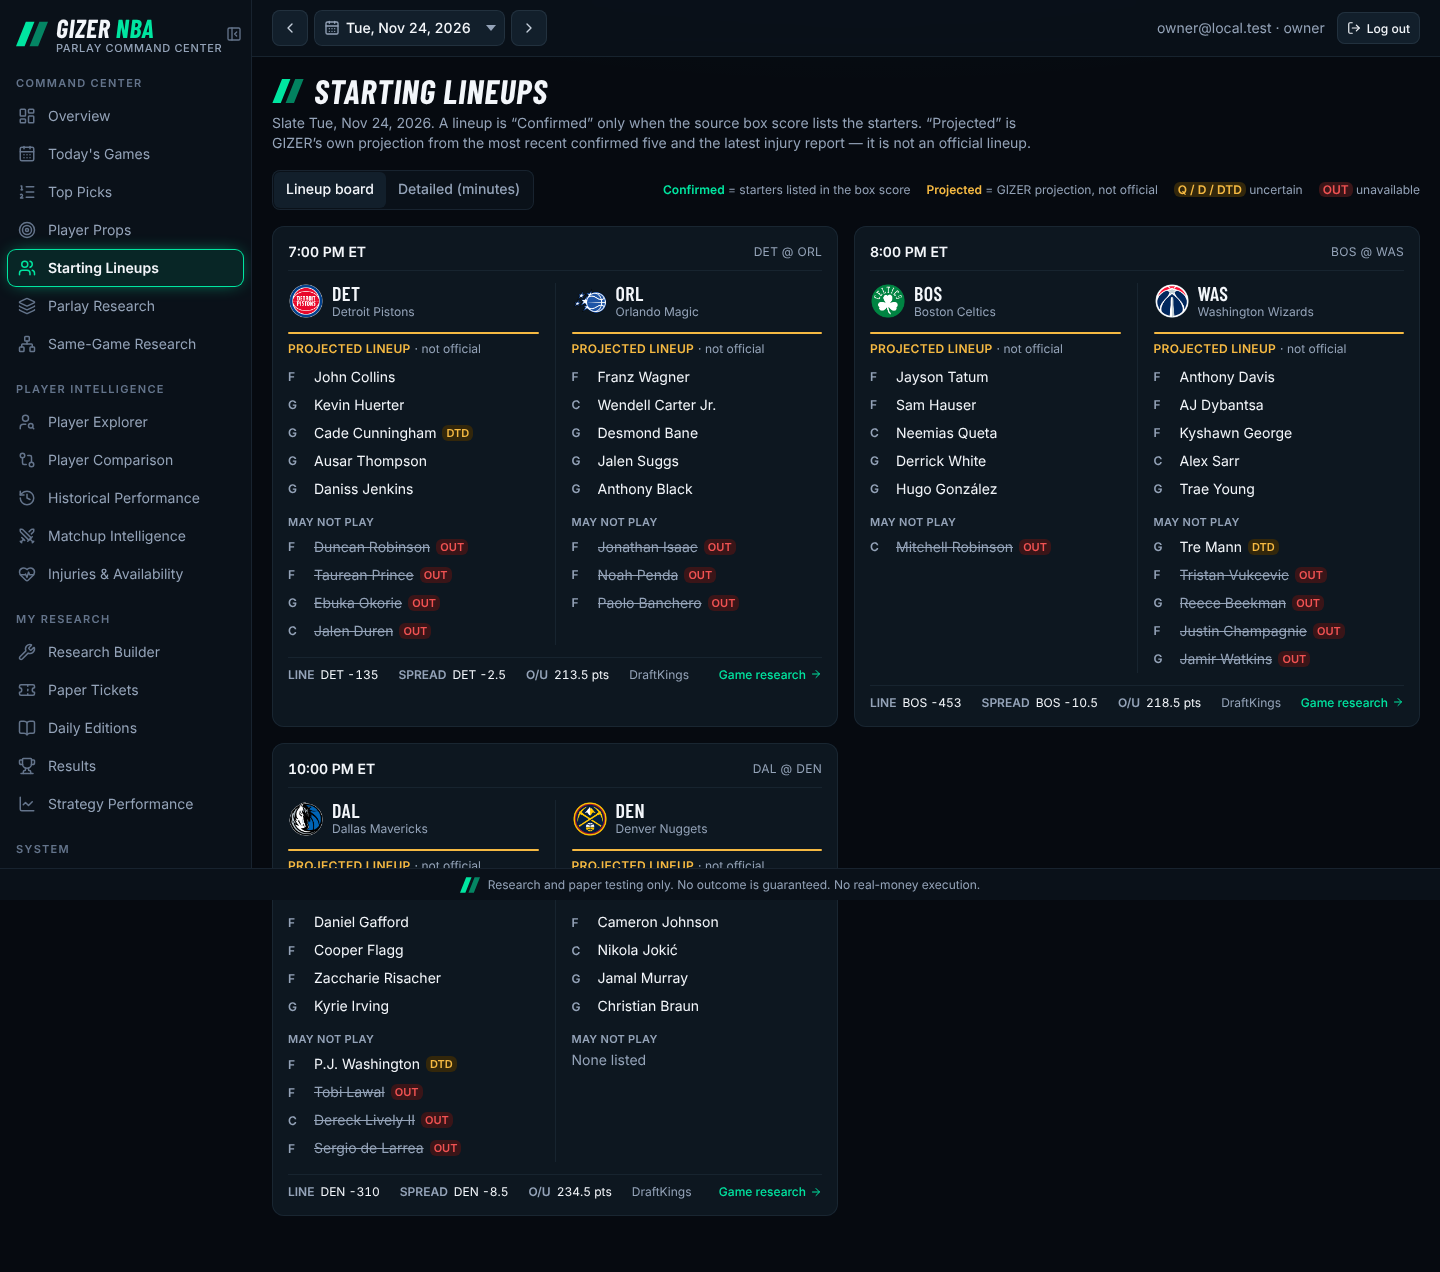 GIZER NBA
PARLAY COMMAND CENTER
COMMAND CENTER
Overview
Today's Games
Top Picks
Player Props
Starting Lineups
Parlay Research
Same-Game Research
PLAYER INTELLIGENCE
Player Explorer
Player Comparison
Historical Performance
Matchup Intelligence
Injuries & Availability
MY RESEARCH
Research Builder
Paper Tickets
Daily Editions
Results
Strategy Performance
SYSTEM
Tue, Nov 24, 2026
owner@local.test · owner
Log out
STARTING LINEUPS
Slate Tue, Nov 24, 2026. A lineup is “Confirmed” only when the source box score lists the starters. “Projected” is
GIZER’s own projection from the most recent confirmed five and the latest injury report — it is not an official lineup.
Lineup board Detailed (minutes)
Confirmed = starters listed in the box score Projected = GIZER projection, not official Q / D / DTD uncertain OUT unavailable
7:00 PM ET DET @ ORL
DET
Detroit Pistons
PROJECTED LINEUP · not official
F John Collins
G Kevin Huerter
G Cade Cunningham DTD
G Ausar Thompson
G Daniss Jenkins
MAY NOT PLAY
F Duncan Robinson OUT
F Taurean Prince OUT
G Ebuka Okorie OUT
C Jalen Duren OUT
ORL
Orlando Magic
PROJECTED LINEUP · not official
F Franz Wagner
C Wendell Carter Jr.
G Desmond Bane
G Jalen Suggs
G Anthony Black
MAY NOT PLAY
F Jonathan Isaac OUT
F Noah Penda OUT
F Paolo Banchero OUT
LINE DET -135 SPREAD DET -2.5 O/U 213.5 pts DraftKings Game research →
8:00 PM ET BOS @ WAS
BOS
Boston Celtics
PROJECTED LINEUP · not official
F Jayson Tatum
F Sam Hauser
C Neemias Queta
G Derrick White
G Hugo González
MAY NOT PLAY
C Mitchell Robinson OUT
WAS
Washington Wizards
PROJECTED LINEUP · not official
F Anthony Davis
F AJ Dybantsa
F Kyshawn George
C Alex Sarr
G Trae Young
MAY NOT PLAY
G Tre Mann DTD
F Tristan Vukcevic OUT
G Reece Beekman OUT
F Justin Champagnie OUT
G Jamir Watkins OUT
LINE BOS -453 SPREAD BOS -10.5 O/U 218.5 pts DraftKings Game research →
10:00 PM ET DAL @ DEN
DAL
Dallas Mavericks
PROJECTED LINEUP · not official
F Daniel Gafford
F Cooper Flagg
F Zaccharie Risacher
G Kyrie Irving
MAY NOT PLAY
F P.J. Washington DTD
F Tobi Lawal OUT
C Dereck Lively II OUT
F Sergio de Larrea OUT
DEN
Denver Nuggets
PROJECTED LINEUP · not official
F Cameron Johnson
C Nikola Jokić
G Jamal Murray
G Christian Braun
MAY NOT PLAY
None listed
LINE DEN -310 SPREAD DEN -8.5 O/U 234.5 pts DraftKings Game research →
Research and paper testing only. No outcome is guaranteed. No real-money execution.